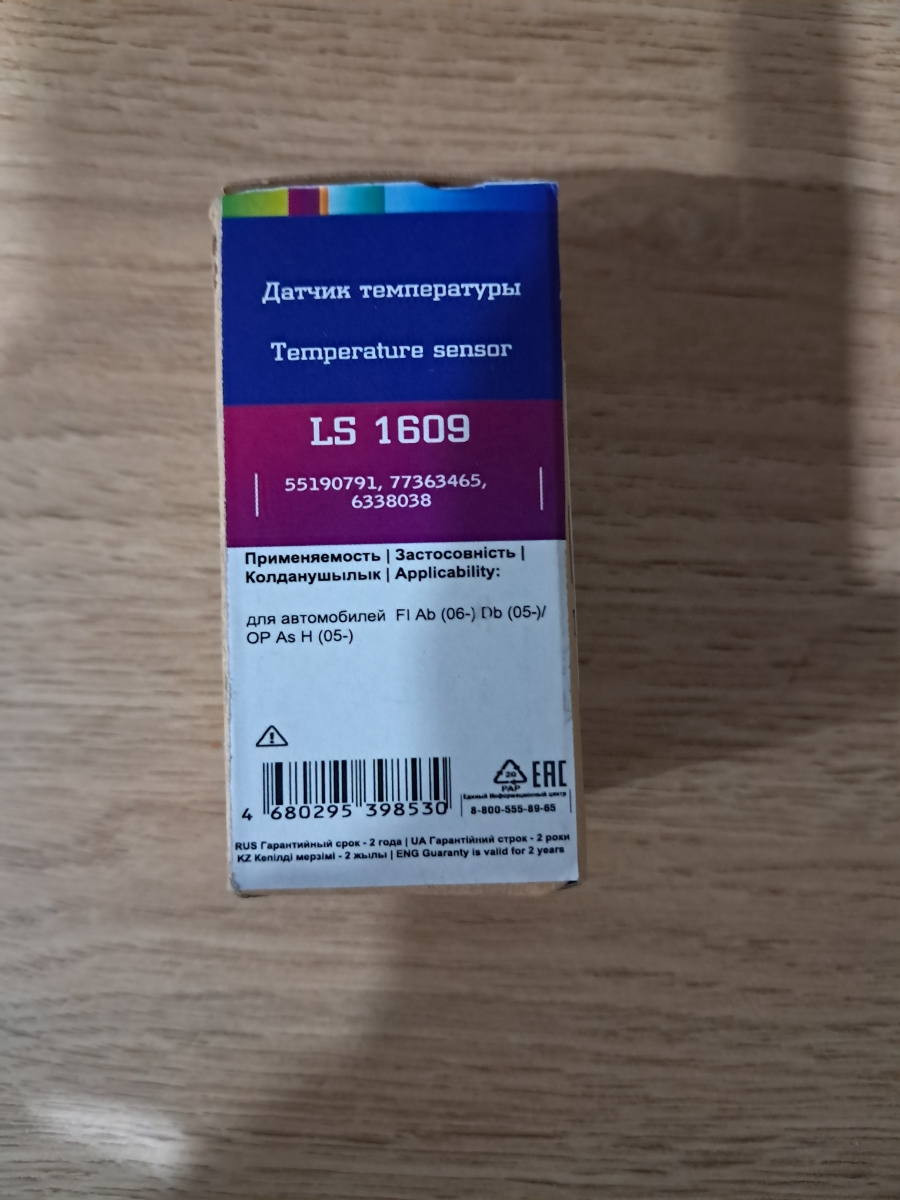 Датчик температуры
Temperature sensor
LS 1609
55190791, 77363465,
6338038
Применяемость | Застосовність |
Колданушылык | Applicability:
для автомобилей FI Ab (06-) Db (05-)/
OP As H (05-)
4 680295 398530
20
PAP
EAC
Единый Информационный центр
8-800-555-89-65
RUS Гарантийный срок - 2 года | UA Гарантійний строк - 2 роки
KZ Кепілді мерзімі - 2 жылы | ENG Guaranty is valid for 2 years